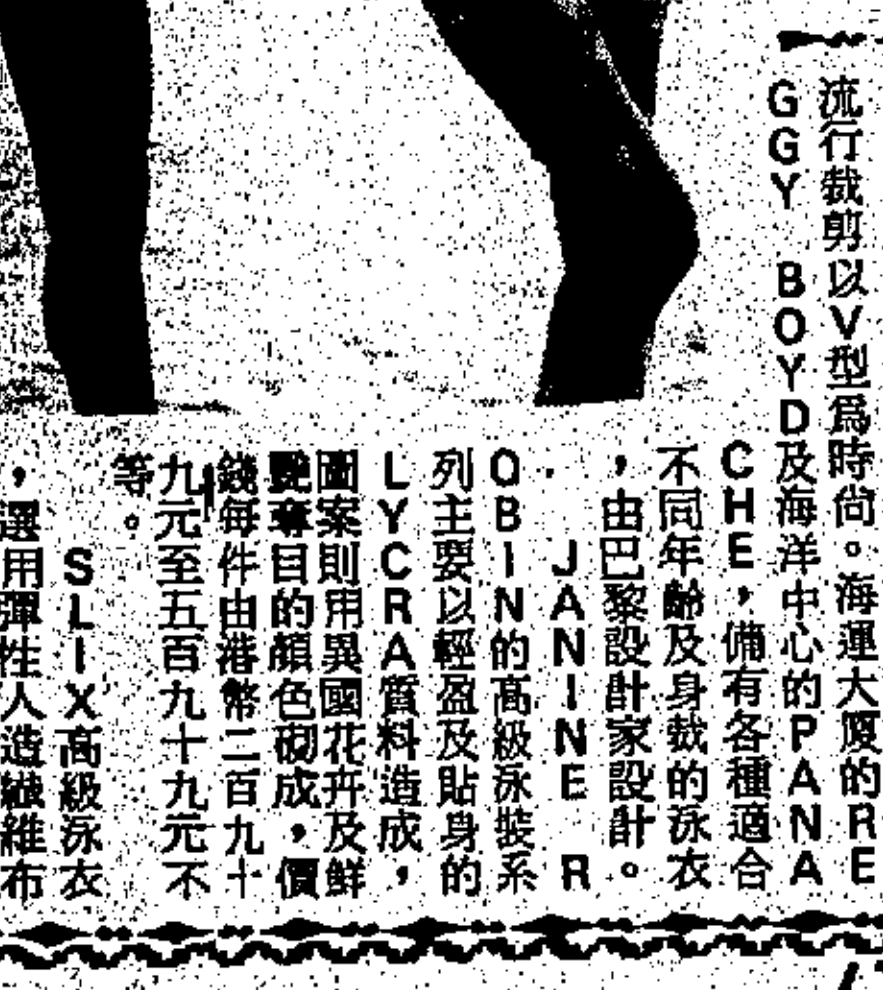 流行裁剪以V型爲時尚。海運大廈的RE
GGY BOYD及海洋中心的PANA
CHE，備有各種適合
不同年齡及身裁的泳衣
，由巴黎設計家設計。
JANINE R
OBIN的高級泳裝系
列主要以輕盈及貼身的
LYCRA質料造成，
圖案則用異國花卉及鮮
艷奪目的顏色砌成，價
錢每件由港幣二百九十
九元至五百九十九元不
等。
SLIX高級泳衣
，選用彈性人造纖維布